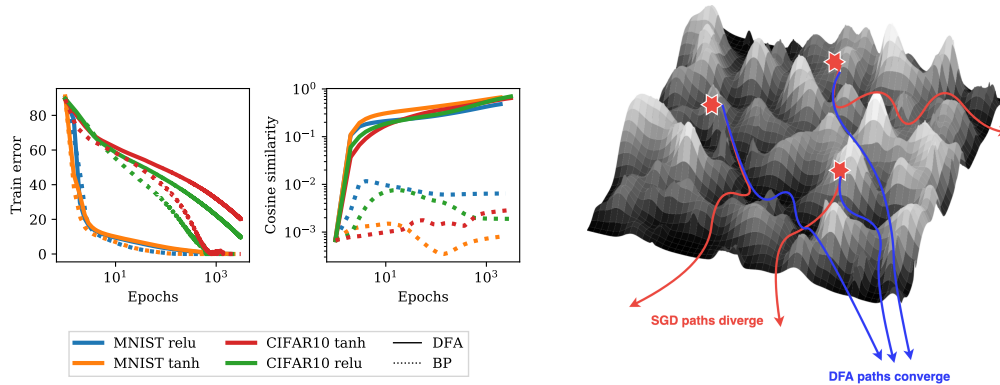 Train error
80
60
40
20
0
10¹
10³
Epochs
Cosine similarity
10⁰
10⁻¹
10⁻²
10⁻³
10¹
10³
Epochs
MNIST relu
MNIST tanh
CIFAR10 tanh
CIFAR10 relu
DFA
BP
SGD paths diverge
DFA paths converge